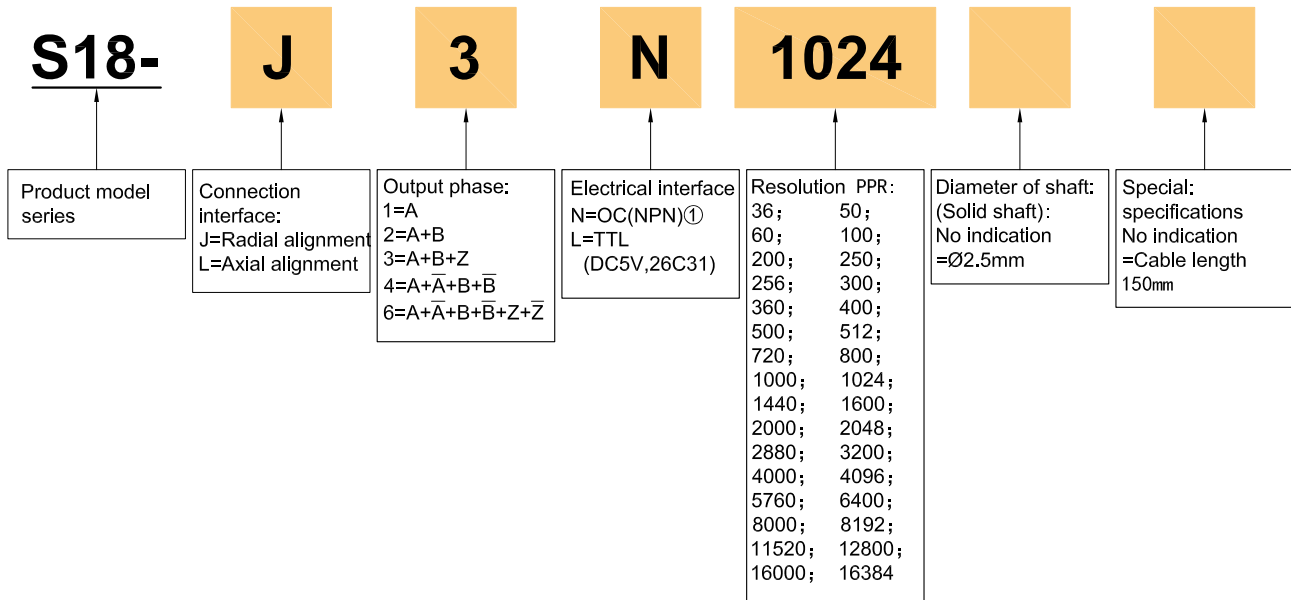 S18- J 3 N 1024
Product model
series
Connection
interface:
J=Radial alignment
L=Axial alignment
Output phase:
1=A
2=A+B
3=A+B+Z
4=A+A̅+B+B̅
6=A+A̅+B+B̅+Z+Z̅
Electrical interface
N=OC(NPN)①
L=TTL
(DC5V,26C31)
Resolution PPR:
36; 50;
60; 100;
200; 250;
256; 300;
360; 400;
500; 512;
720; 800;
1000; 1024;
1440; 1600;
2000; 2048;
2880; 3200;
4000; 4096;
5760; 6400;
8000; 8192;
11520; 12800;
16000; 16384
Diameter of shaft:
(Solid shaft):
No indication
=Ø2.5mm
Special:
specifications
No indication
=Cable length
150mm